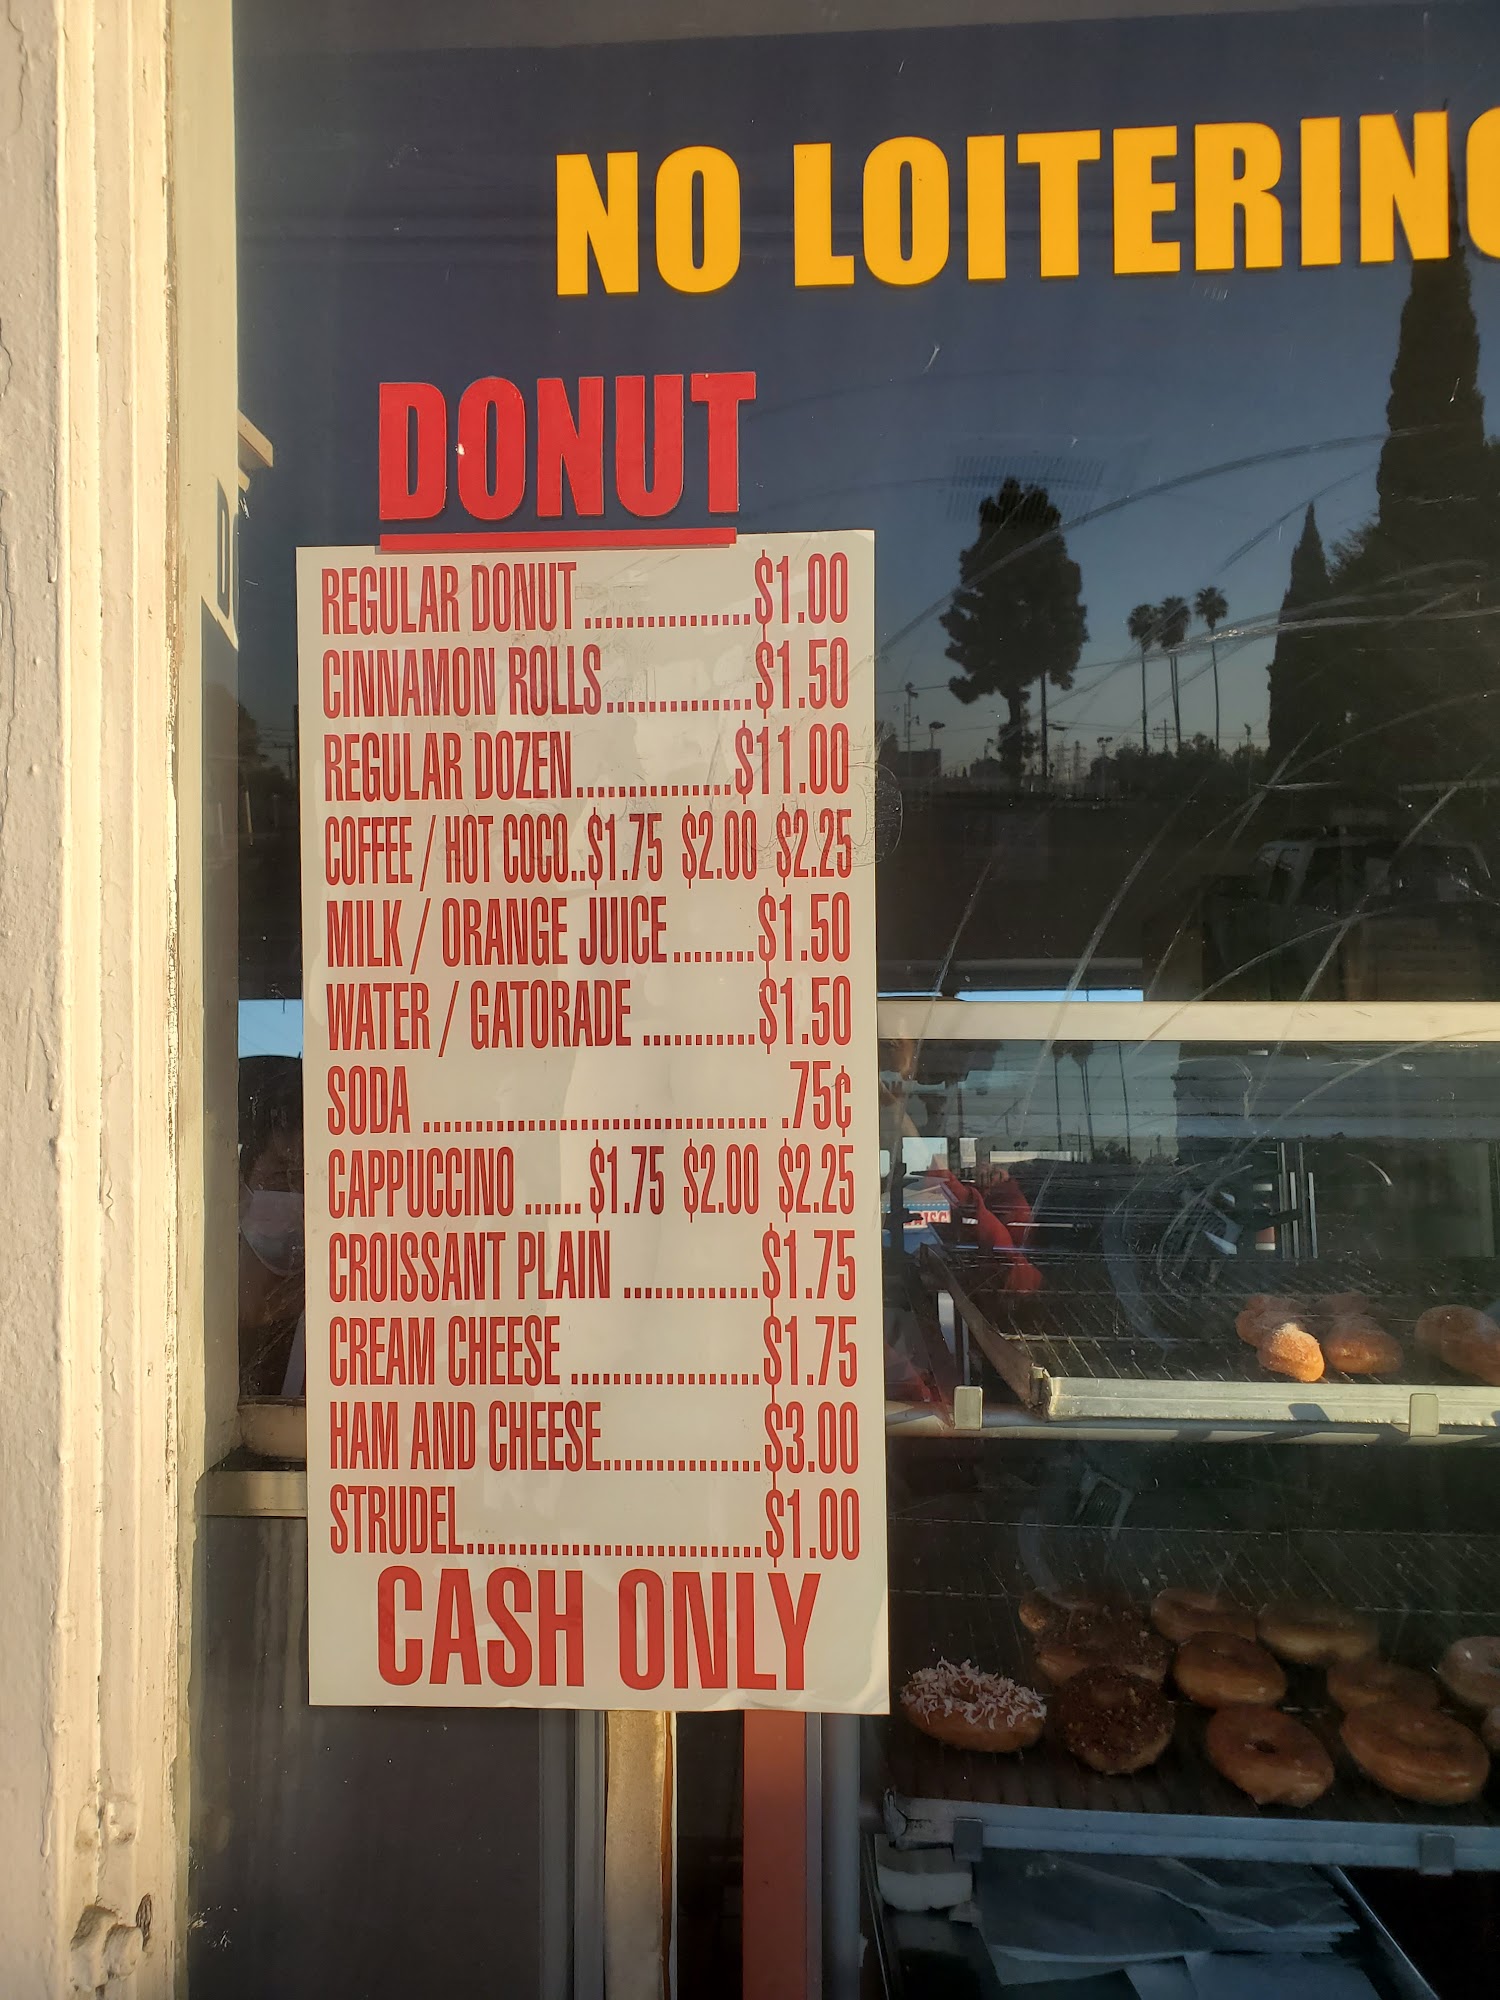 NO LOITERING
DONUT
REGULAR DONUT ................$1.00
CINNAMON ROLLS..............$1.50
REGULAR DOZEN...............$11.00
COFFEE / HOT COCO..$1.75 $2.00 $2.25
MILK / ORANGE JUICE ........$1.50
WATER / GATORADE ...........$1.50
SODA ................................ .75¢
CAPPUCCINO ...... $1.75 $2.00 $2.25
CROISSANT PLAIN .............$1.75
CREAM CHEESE ..................$1.75
HAM AND CHEESE...............$3.00
STRUDEL............................$1.00
CASH ONLY